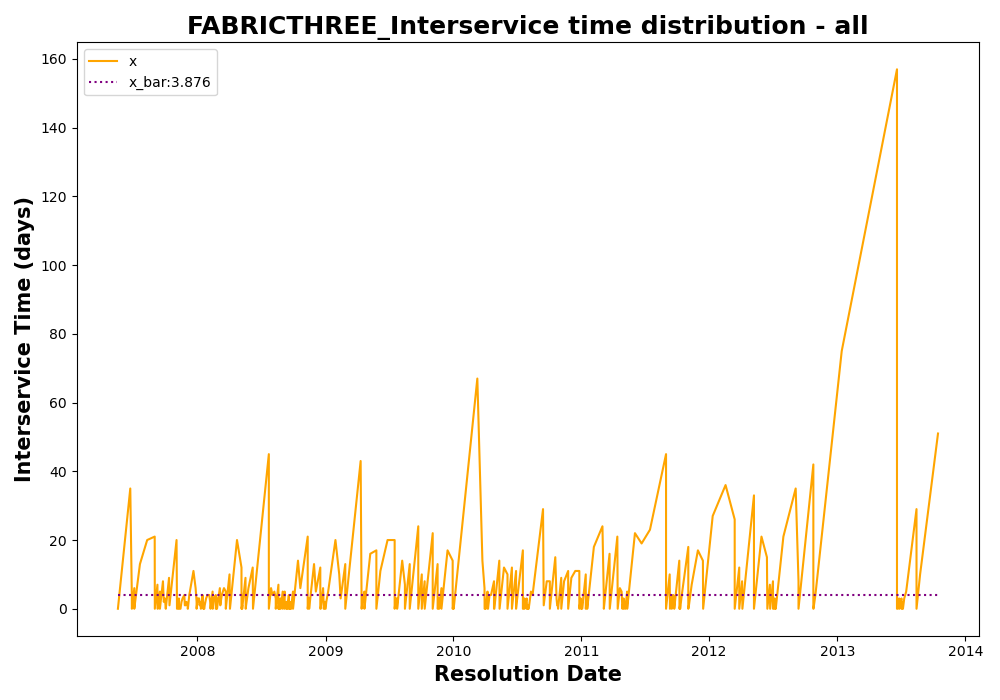 FABRICTHREE_Interservice time distribution - all
x
x_bar:3.876
Interservice Time (days)
160
140
120
100
80
60
40
20
0
2008 2009 2010 2011 2012 2013 2014
Resolution Date